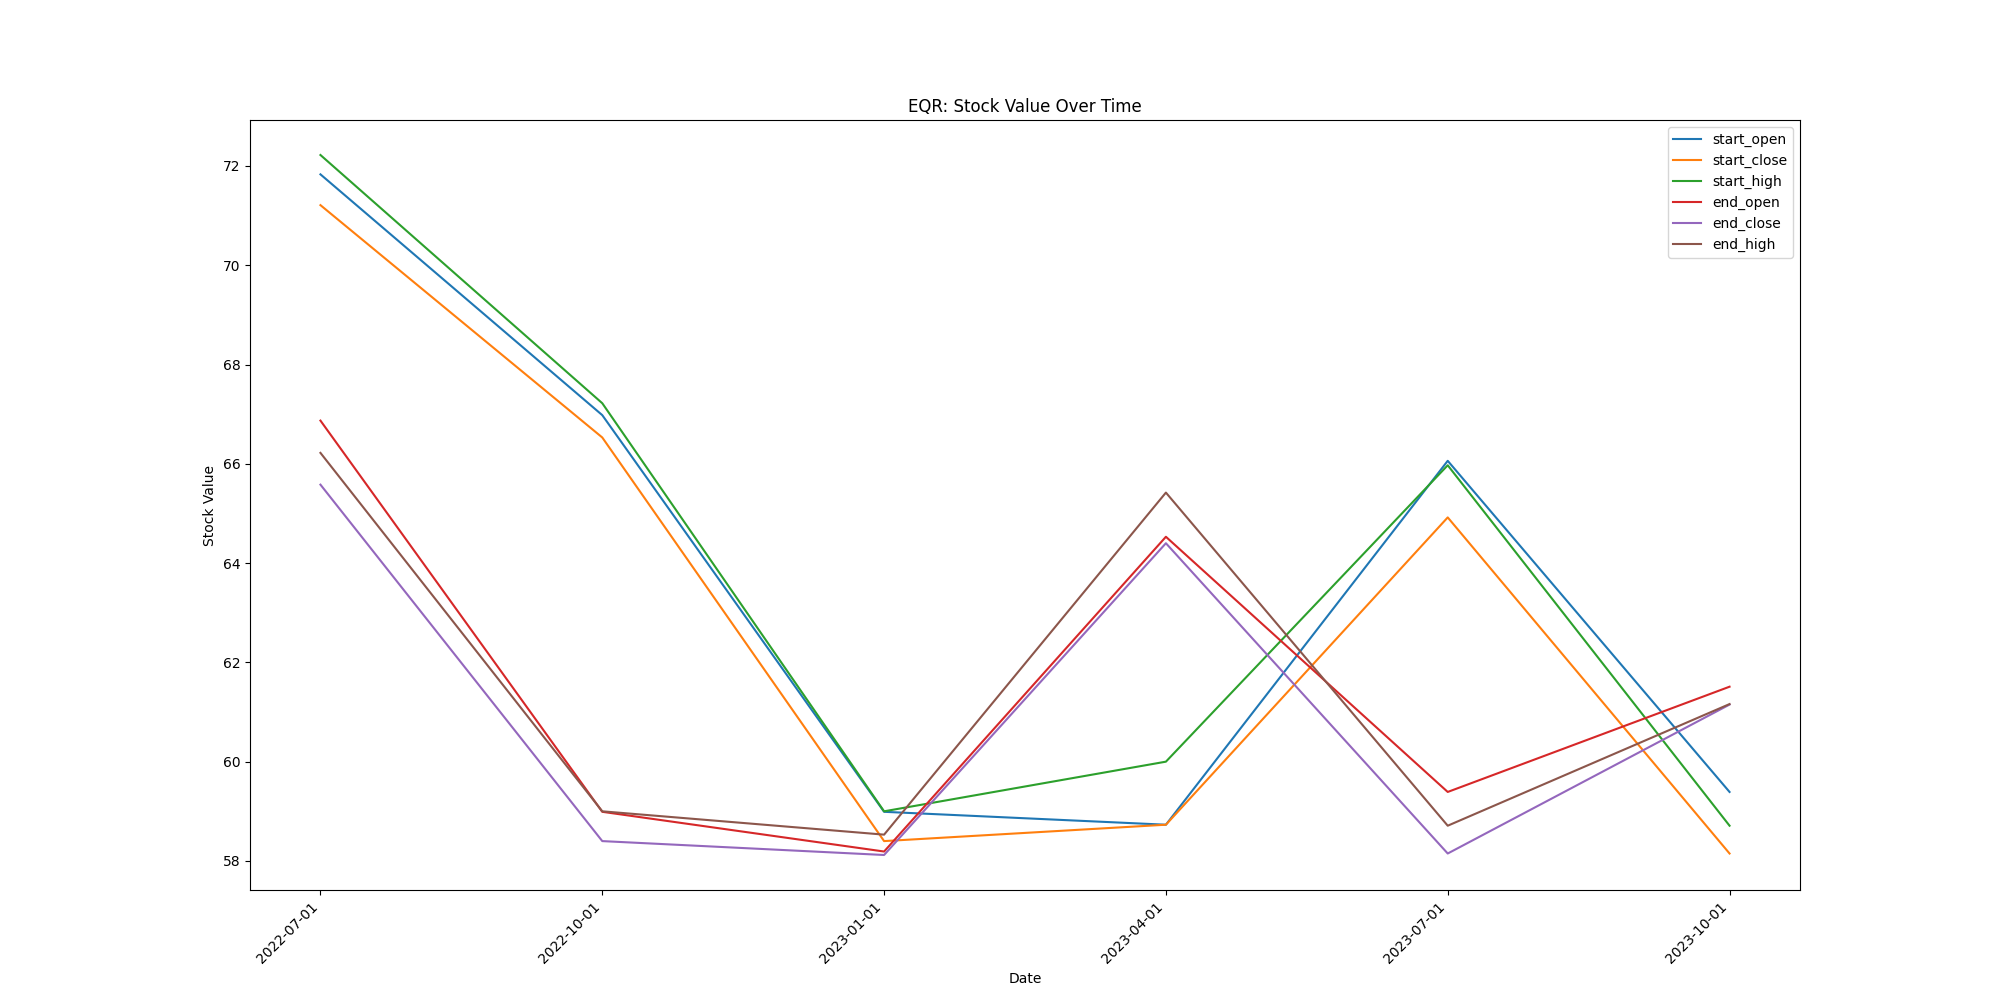 EQR: Stock Value Over Time
start_open
start_close
start_high
end_open
end_close
end_high
72
70
68
66
64
62
60
58
Stock Value
2022-07-01
2022-10-01
2023-01-01
2023-04-01
2023-07-01
2023-10-01
Date